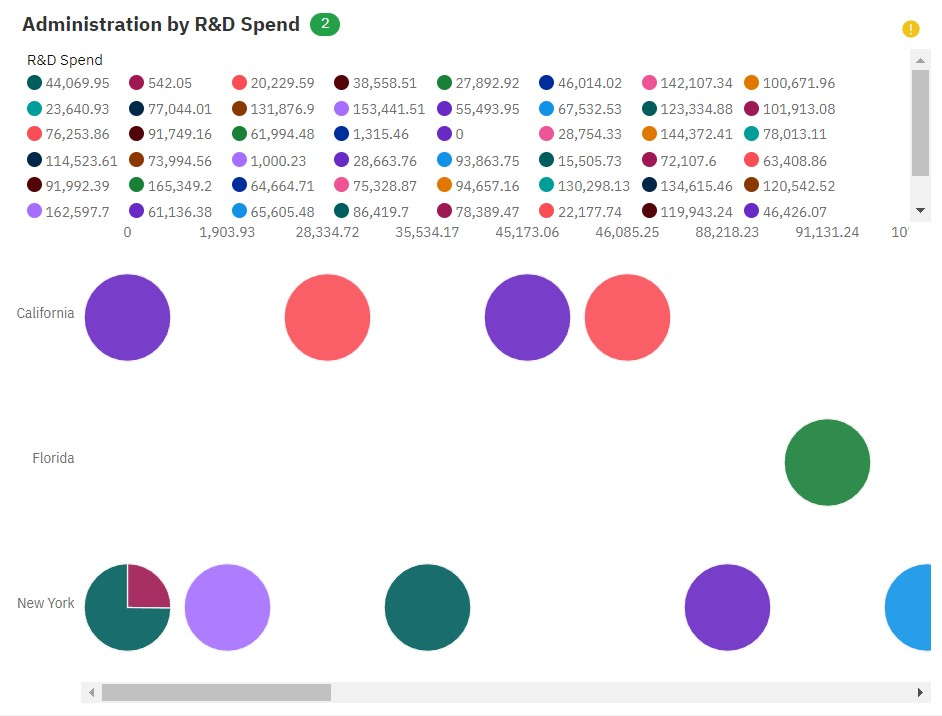 Administration by R&D Spend 2
R&D Spend
44,069.95 542.05 20,229.59 38,558.51 27,892.92 46,014.02 142,107.34 100,671.96
23,640.93 77,044.01 131,876.9 153,441.51 55,493.95 67,532.53 123,334.88 101,913.08
76,253.86 91,749.16 61,994.48 1,315.46 0 28,754.33 144,372.41 78,013.11
114,523.61 73,994.56 1,000.23 28,663.76 93,863.75 15,505.73 72,107.6 63,408.86
91,992.39 165,349.2 64,664.71 75,328.87 94,657.16 130,298.13 134,615.46 120,542.52
162,597.7 61,136.38 65,605.48 86,419.7 78,389.47 22,177.74 119,943.24 46,426.07
0 1,903.93 28,334.72 35,534.17 45,173.06 46,085.25 88,218.23 91,131.24 10
California
Florida
New York